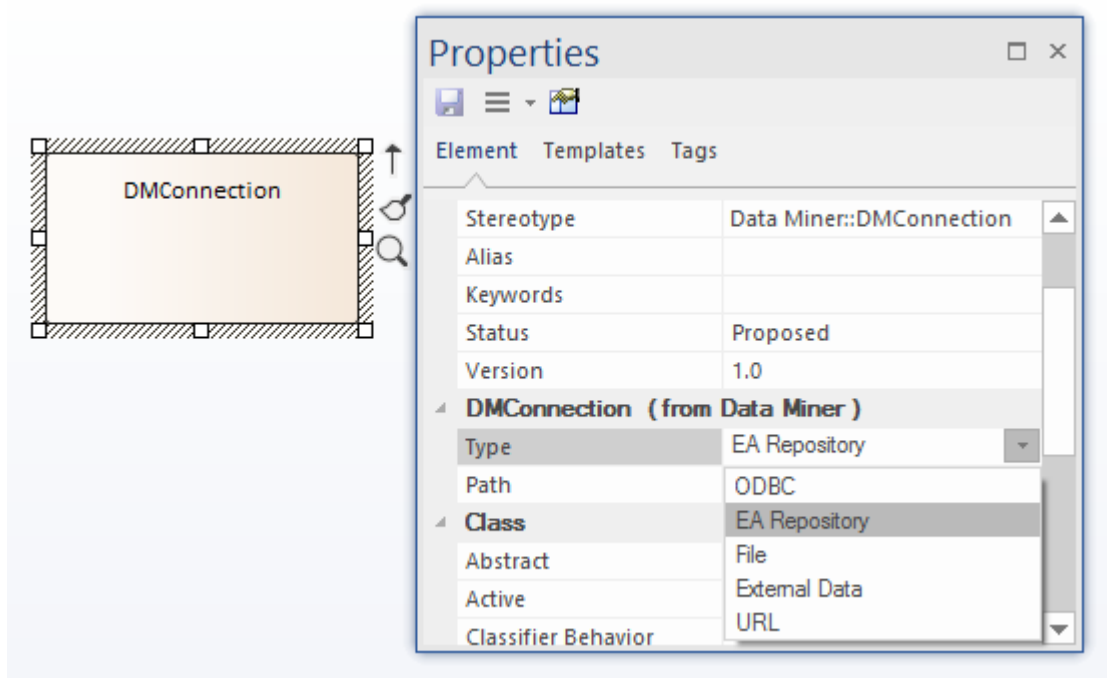 Properties
Element Templates Tags
DMConnection
Stereotype Data Miner::DMConnection
Alias
Keywords
Status Proposed
Version 1.0
DMConnection (from Data Miner )
Type EA Repository
Path ODBC
Class EA Repository
File
Abstract
External Data
Active
URL
Classifier Behavior